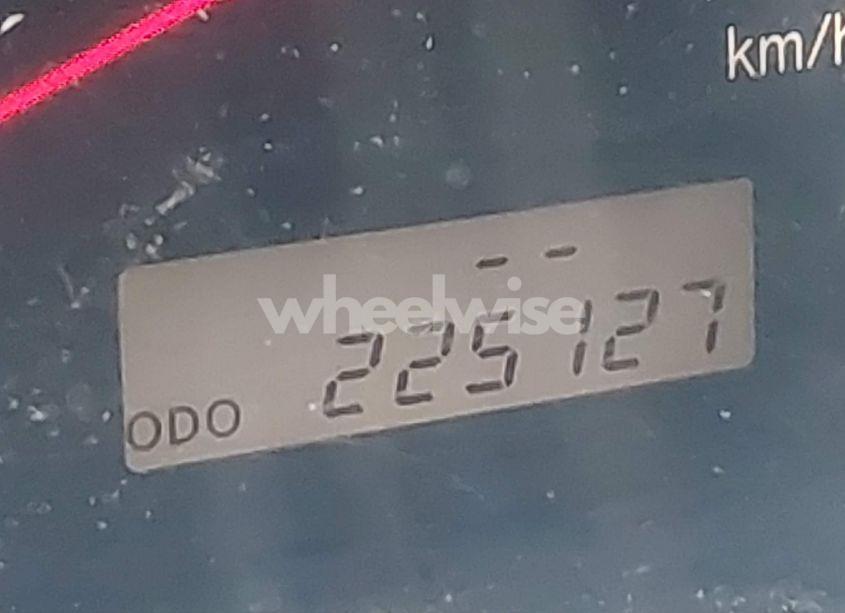 km/h
- -
wheelwise
225127
ODO